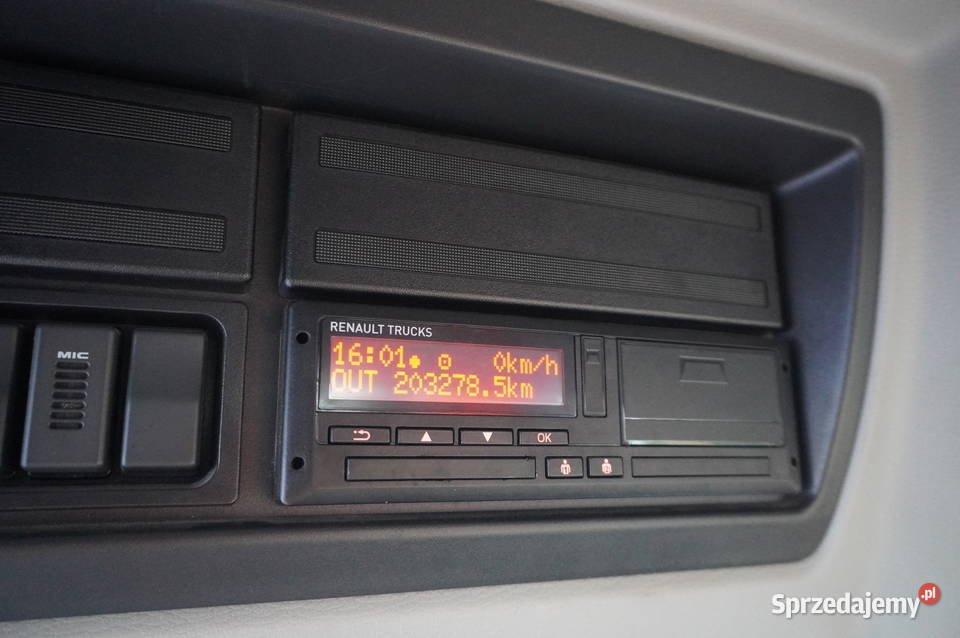 RENAULT TRUCKS
16:01 0km/h
OUT 203278.5km
MIC
OK
Sprzedajemy.pl